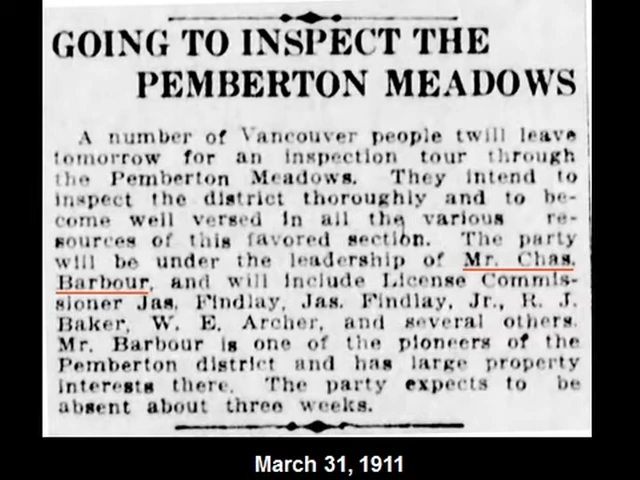 GOING TO INSPECT THE
PEMBERTON MEADOWS
A number of Vancouver people twill leave
tomorrow for an inspection tour through
the Pemberton Meadows. They intend to
inspect the district thoroughly and to be-
come well versed in all the various re-
sources of this favored section. The party
will be under the leadership of Mr. Chas.
Barbour, and will include License Commis-
sioner Jas. Findlay, Jas. Findlay, Jr., R. J.
Baker, W. E. Archer, and several others.
Mr. Barbour is one of the pioneers of the
Pemberton district and has large property
interests there. The party expects to be
absent about three weeks.
March 31, 1911